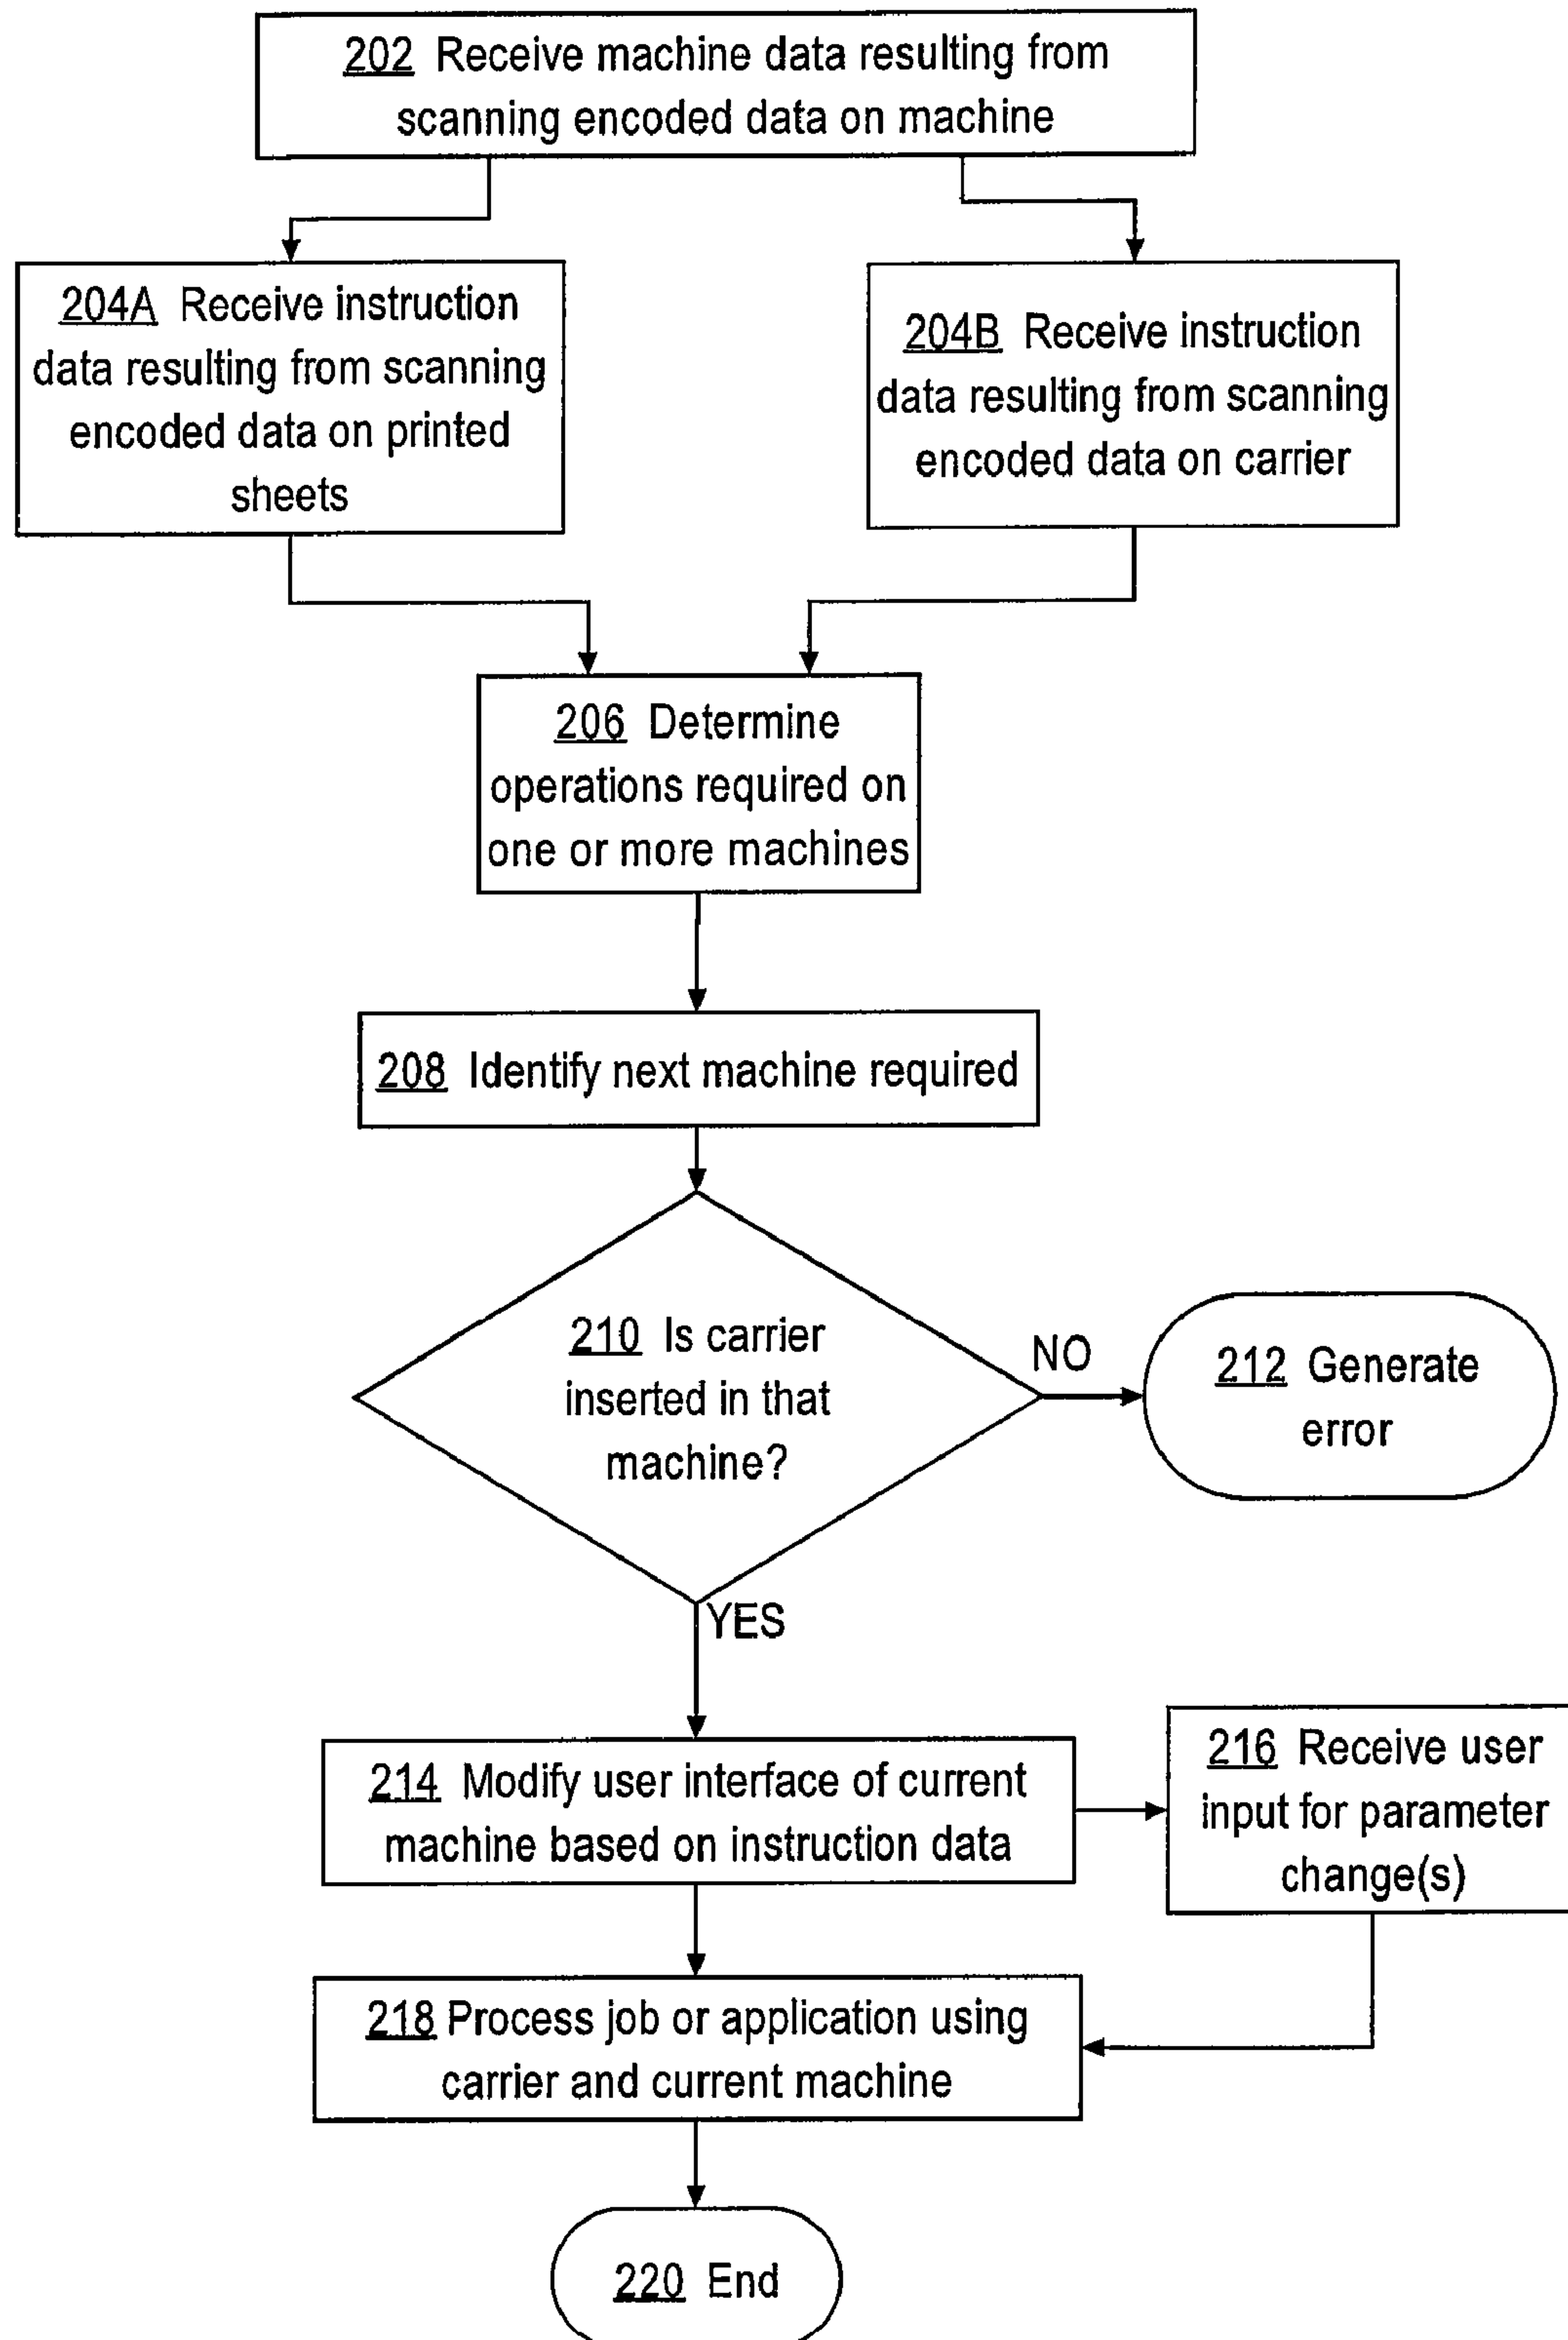 202 Receive machine data resulting from
scanning encoded data on machine
204A Receive instruction
data resulting from scanning
encoded data on printed
sheets
204B Receive instruction
data resulting from scanning
encoded data on carrier
206 Determine
operations required on
one or more machines
208 Identify next machine required
210 Is carrier
inserted in that
machine?
NO
212 Generate
error
YES
214 Modify user interface of current
machine based on instruction data
216 Receive user
input for parameter
change(s)
218 Process job or application using
carrier and current machine
220 End